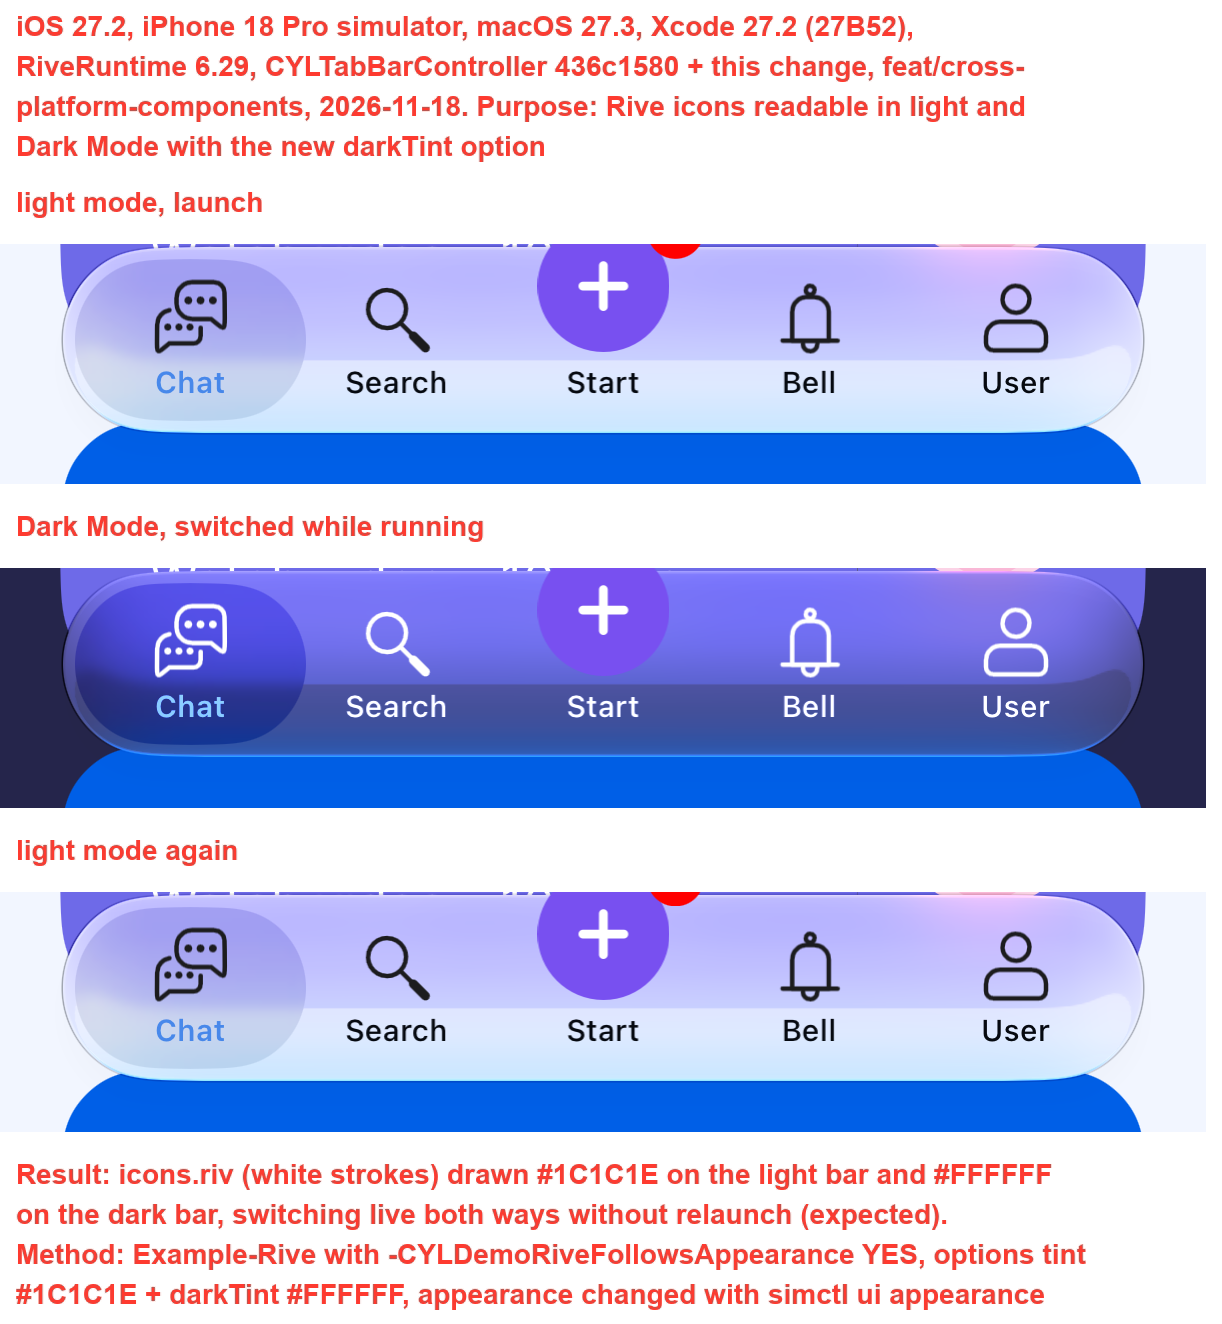 iOS 27.2, iPhone 18 Pro simulator, macOS 27.3, Xcode 27.2 (27B52),
RiveRuntime 6.29, CYLTabBarController 436c1580 + this change, feat/cross-
platform-components, 2026-11-18. Purpose: Rive icons readable in light and
Dark Mode with the new darkTint option
light mode, launch
Chat Search Start Bell User
Dark Mode, switched while running
Chat Search Start Bell User
light mode again
Chat Search Start Bell User
Result: icons.riv (white strokes) drawn #1C1C1E on the light bar and #FFFFFF
on the dark bar, switching live both ways without relaunch (expected).
Method: Example-Rive with -CYLDemoRiveFollowsAppearance YES, options tint
#1C1C1E + darkTint #FFFFFF, appearance changed with simctl ui appearance